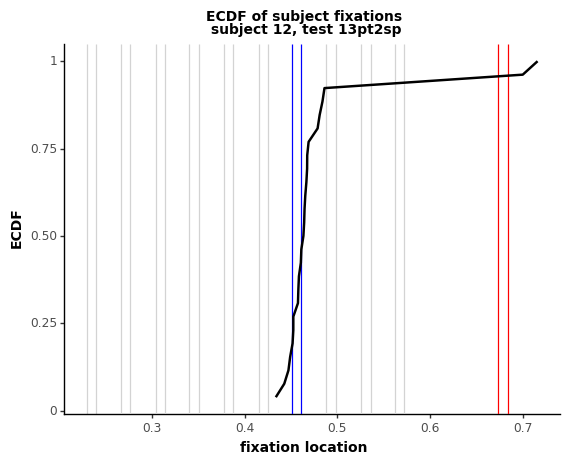 ECDF of subject fixations
subject 12, test 13pt2sp
ECDF
1
0.75
0.50
0.25
0
0.3 0.4 0.5 0.6 0.7
fixation location